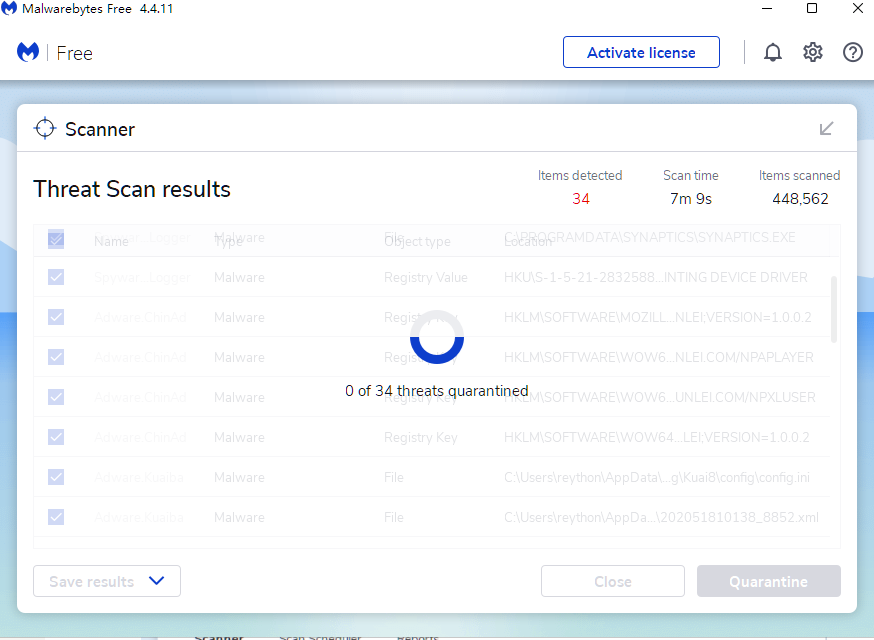 Malwarebytes Free 4.4.11
Free
Activate license
Scanner
Threat Scan results
Items detected
34
Scan time
7m 9s
Items scanned
448,562
Name Type Object type Location
Malware File C:\PROGRAMDATA\SYNAPTICS\SYNAPTICS.EXE
Spywar...Logger Malware Registry Value HKU\S-1-5-21-2832588...INTING DEVICE DRIVER
Adware.ChinAd Malware Registry Key HKLM\SOFTWARE\MOZILL...NLEI;VERSION=1.0.0.2
Adware.ChinAd Malware HKLM\SOFTWARE\WOW6...NLEI.COM/NPAPLAYER
0 of 34 threats quarantined
Adware.ChinAd Malware Registry Key HKLM\SOFTWARE\WOW6...UNLEI.COM/NPXLUSER
Adware.ChinAd Malware Registry Key HKLM\SOFTWARE\WOW64...LEI;VERSION=1.0.0.2
Adware.Kuaiba Malware File C:\Users\reython\AppData\...g\Kuai8\config\config.ini
Adware.Kuaiba Malware File C:\Users\reython\AppDa...\202051810138_8852.xml
Save results
Close
Quarantine
Scanner Scan Scheduler Reports